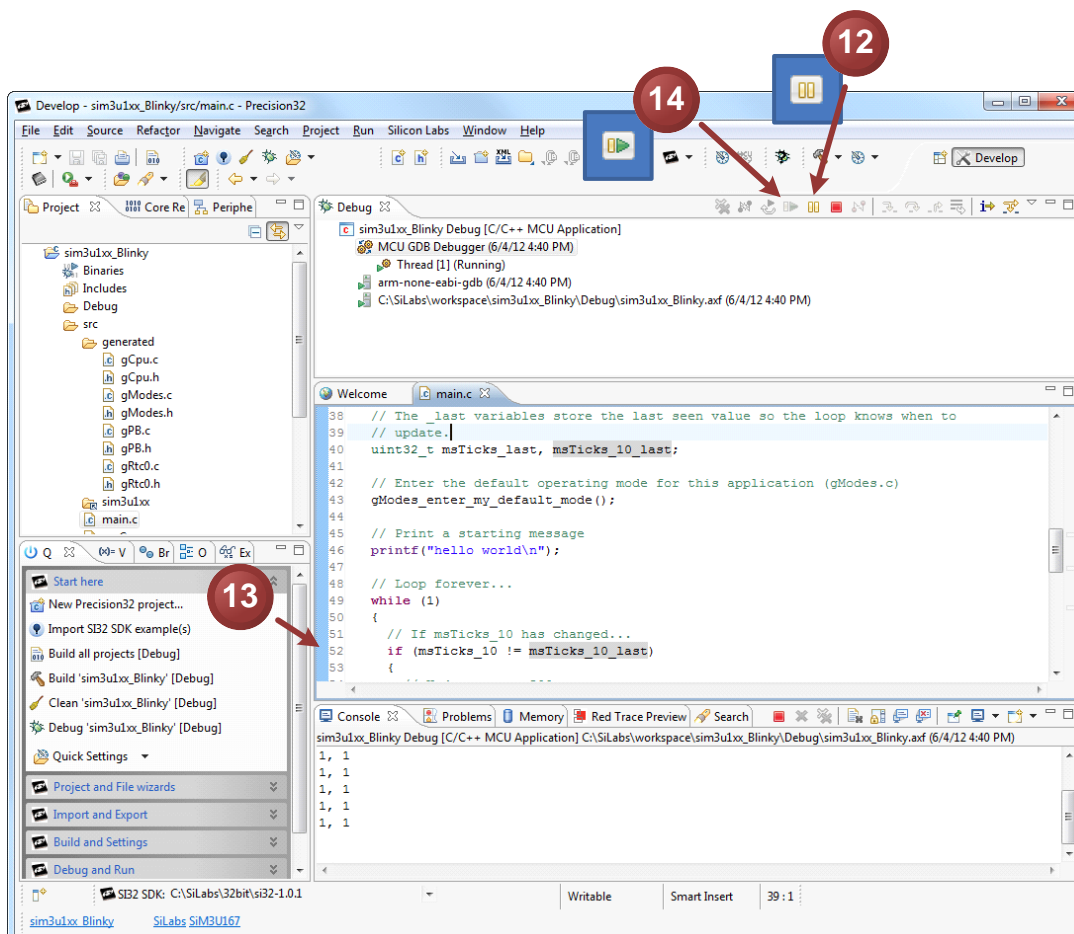 12
14
Develop - sim3u1xx_Blinky/src/main.c - Precision32
File Edit Source Refactor Navigate Search Project Run Silicon Labs Window Help
Develop
Project Core Re Periphe
Debug
sim3u1xx_Blinky Debug [C/C++ MCU Application]
MCU GDB Debugger (6/4/12 4:40 PM)
Thread [1] (Running)
arm-none-eabi-gdb (6/4/12 4:40 PM)
C:\SiLabs\workspace\sim3u1xx_Blinky\Debug\sim3u1xx_Blinky.axf (6/4/12 4:40 PM)
sim3u1xx_Blinky
Binaries
Includes
Debug
src
generated
gCpu.c
gCpu.h
gModes.c
gModes.h
gPB.c
gPB.h
gRtc0.c
gRtc0.h
sim3u1xx
main.c
Welcome main.c
38 // The _last variables store the last seen value so the loop knows when to
39 // update.
40 uint32_t msTicks_last, msTicks_10_last;
41
42 // Enter the default operating mode for this application (gModes.c)
43 gModes_enter_my_default_mode();
44
45 // Print a starting message
46 printf("hello world\n");
47
48 // Loop forever...
49 while (1)
50 {
51 // If msTicks_10 has changed...
52 if (msTicks_10 != msTicks_10_last)
53 {
13
Q (x)= V Br O Ex
Start here
New Precision32 project...
Import SI32 SDK example(s)
Build all projects [Debug]
Build 'sim3u1xx_Blinky' [Debug]
Clean 'sim3u1xx_Blinky' [Debug]
Debug 'sim3u1xx_Blinky' [Debug]
Quick Settings
Project and File wizards
Import and Export
Build and Settings
Debug and Run
Console Problems Memory Red Trace Preview Search
sim3u1xx_Blinky Debug [C/C++ MCU Application] C:\SiLabs\workspace\sim3u1xx_Blinky\Debug\sim3u1xx_Blinky.axf (6/4/12 4:40 PM)
1, 1
1, 1
1, 1
1, 1
1, 1
SI32 SDK: C:\SiLabs\32bit\si32-1.0.1
Writable Smart Insert 39 : 1
sim3u1xx_Blinky SiLabs SiM3U167